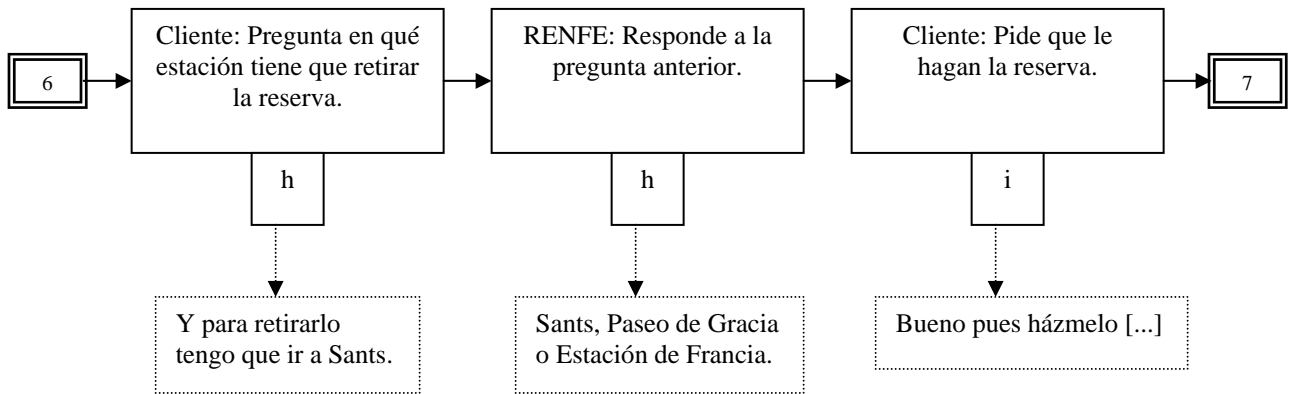 6
Cliente: Pregunta en qué
estación tiene que retirar
la reserva.
RENFE: Responde a la
pregunta anterior.
Cliente: Pide que le
hagan la reserva.
7
h
h
i
Y para retirarlo
tengo que ir a Sants.
Sants, Paseo de Gracia
o Estación de Francia.
Bueno pues házmelo [...]